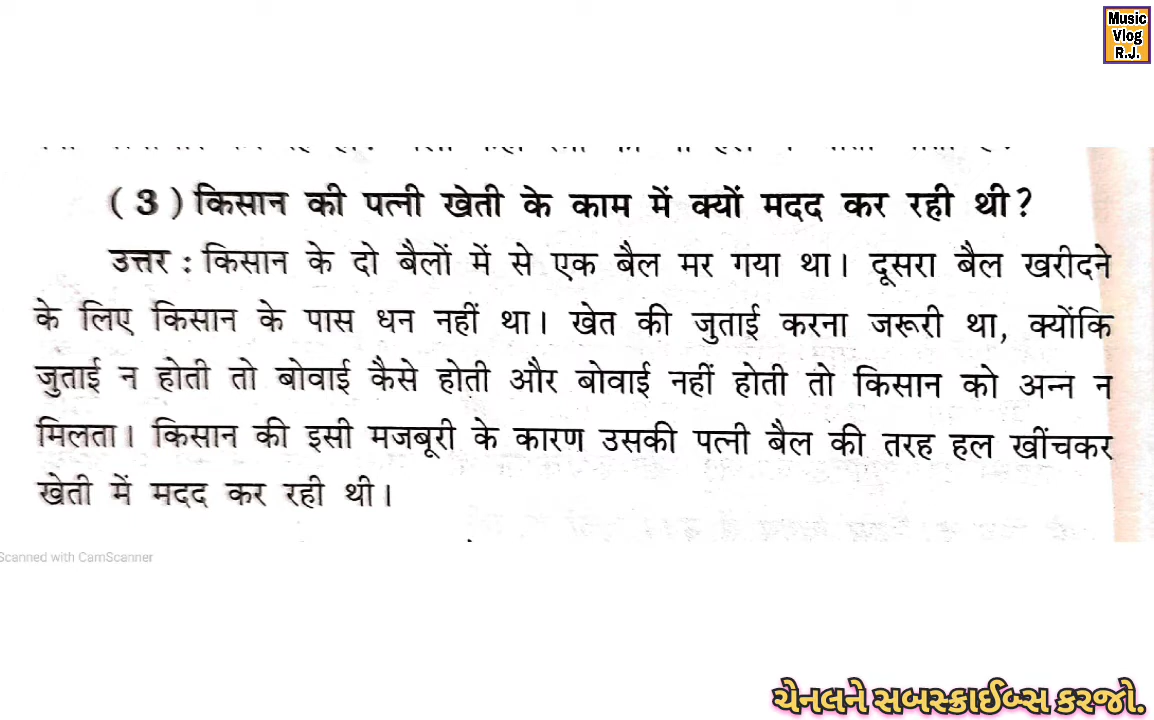 Music
Vlog
R.J.
( 3 ) किसान की पत्नी खेती के काम में क्यों मदद कर रही थी?
उत्तर : किसान के दो बैलों में से एक बैल मर गया था। दूसरा बैल खरीदने
के लिए किसान के पास धन नहीं था। खेत की जुताई करना जरूरी था, क्योंकि
जुताई न होती तो बोवाई कैसे होती और बोवाई नहीं होती तो किसान को अन्न न
मिलता। किसान की इसी मजबूरी के कारण उसकी पत्नी बैल की तरह हल खींचकर
खेती में मदद कर रही थी।
Scanned with CamScanner
ચેનલને સબસ્ક્રાઈબ્સ કરજો.